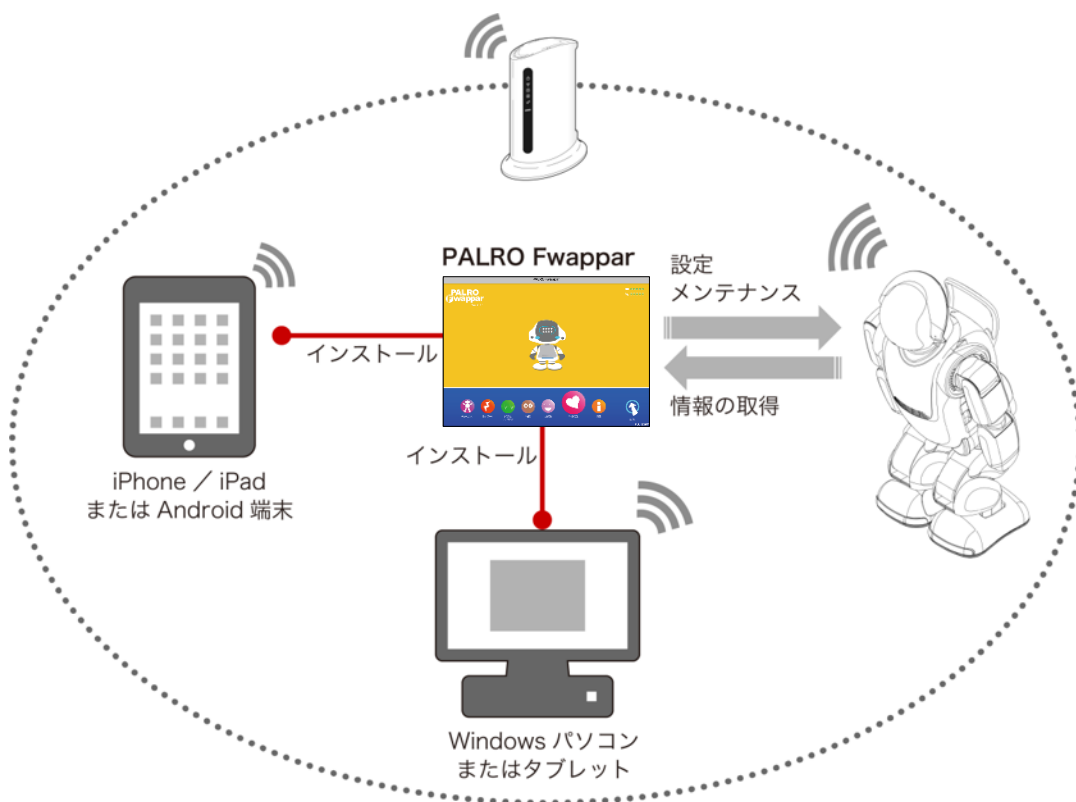 PALRO Fwappar
設定
メンテナンス
PALRO
Fwappar
インストール
情報の取得
インストール
iPhone ／ iPad
または Android 端末
Windows パソコン
またはタブレット